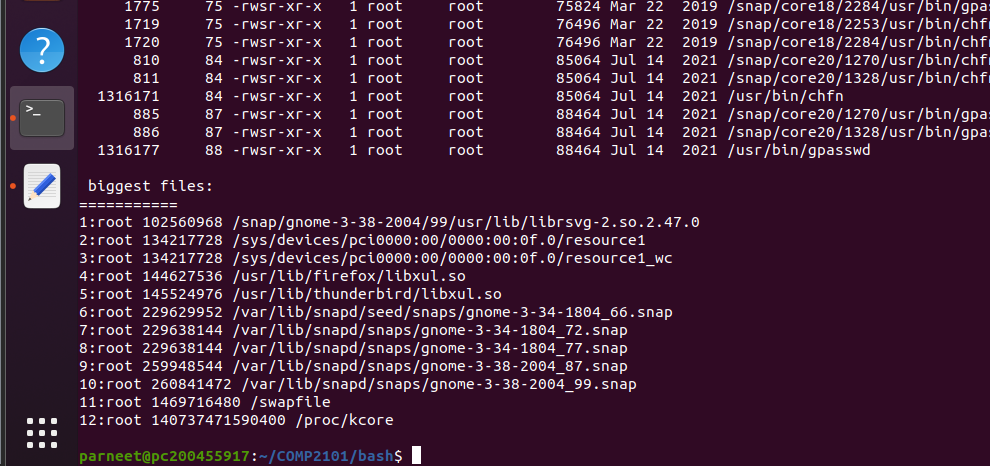 1775 75 -rwsr-xr-x 1 root root 75824 Mar 22 2019 /snap/core18/2284/usr/bin/gpas
1719 75 -rwsr-xr-x 1 root root 76496 Mar 22 2019 /snap/core18/2253/usr/bin/chfn
1720 75 -rwsr-xr-x 1 root root 76496 Mar 22 2019 /snap/core18/2284/usr/bin/chfn
810 84 -rwsr-xr-x 1 root root 85064 Jul 14 2021 /snap/core20/1270/usr/bin/chfn
811 84 -rwsr-xr-x 1 root root 85064 Jul 14 2021 /snap/core20/1328/usr/bin/chfn
1316171 84 -rwsr-xr-x 1 root root 85064 Jul 14 2021 /usr/bin/chfn
885 87 -rwsr-xr-x 1 root root 88464 Jul 14 2021 /snap/core20/1270/usr/bin/gpas
886 87 -rwsr-xr-x 1 root root 88464 Jul 14 2021 /snap/core20/1328/usr/bin/gpas
1316177 88 -rwsr-xr-x 1 root root 88464 Jul 14 2021 /usr/bin/gpasswd
biggest files:
===========
1:root 102560968 /snap/gnome-3-38-2004/99/usr/lib/librsvg-2.so.2.47.0
2:root 134217728 /sys/devices/pci0000:00/0000:00:0f.0/resource1
3:root 134217728 /sys/devices/pci0000:00/0000:00:0f.0/resource1_wc
4:root 144627536 /usr/lib/firefox/libxul.so
5:root 145524976 /usr/lib/thunderbird/libxul.so
6:root 229629952 /var/lib/snapd/seed/snaps/gnome-3-34-1804_66.snap
7:root 229638144 /var/lib/snapd/snaps/gnome-3-34-1804_72.snap
8:root 229638144 /var/lib/snapd/snaps/gnome-3-34-1804_77.snap
9:root 259948544 /var/lib/snapd/snaps/gnome-3-38-2004_87.snap
10:root 260841472 /var/lib/snapd/snaps/gnome-3-38-2004_99.snap
11:root 1469716480 /swapfile
12:root 140737471590400 /proc/kcore
parneet@pc200455917:~/COMP2101/bash$